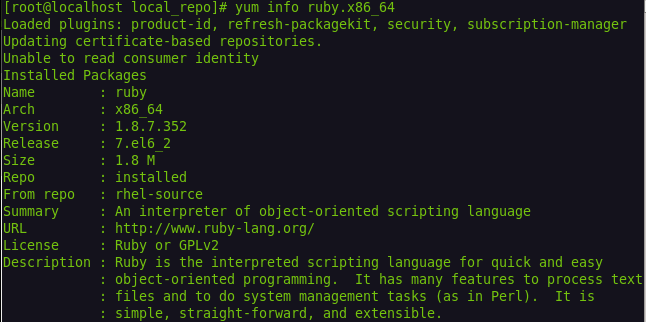 [root@localhost local_repo]# yum info ruby.x86_64
Loaded plugins: product-id, refresh-packagekit, security, subscription-manager
Updating certificate-based repositories.
Unable to read consumer identity
Installed Packages
Name        : ruby
Arch        : x86_64
Version     : 1.8.7.352
Release     : 7.el6_2
Size        : 1.8 M
Repo        : installed
From repo   : rhel-source
Summary     : An interpreter of object-oriented scripting language
URL         : http://www.ruby-lang.org/
License     : Ruby or GPLv2
Description : Ruby is the interpreted scripting language for quick and easy
            : object-oriented programming.  It has many features to process text
            : files and to do system management tasks (as in Perl).  It is
            : simple, straight-forward, and extensible.